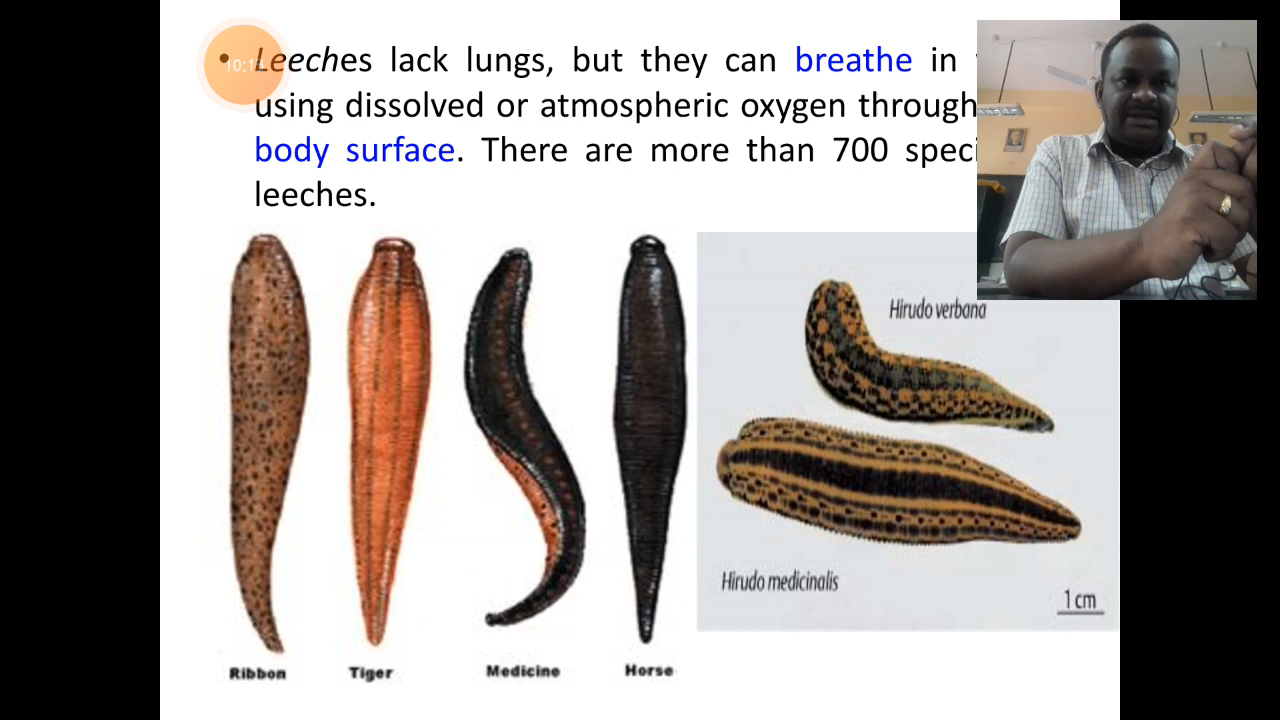 • Leeches lack lungs, but they can breathe in
using dissolved or atmospheric oxygen through
body surface. There are more than 700
leeches.
Hirudo verbana
Hirudo medicinalis
1 cm
Ribbon Tiger Medicine Horse